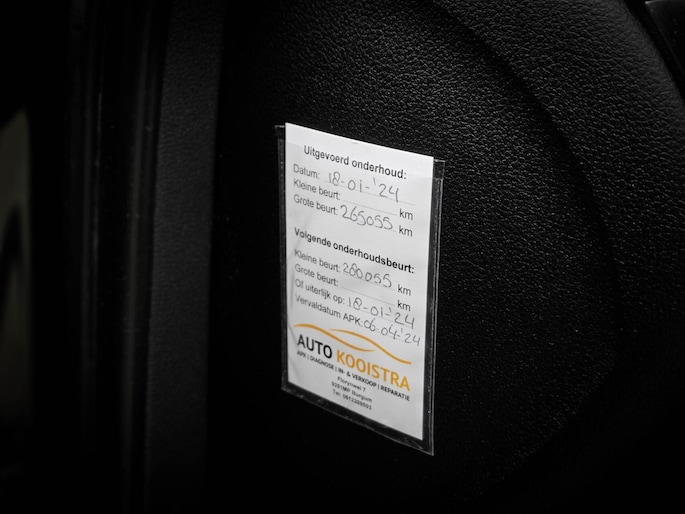 Uitgevoerd onderhoud:
Datum: 18-01-'24
Kleine beurt: km
Grote beurt: 265055 km
Volgende onderhoudsbeurt:
Kleine beurt: 280055 km
Grote beurt: km
Of uiterlijk op: 18-01-'24
Vervaldatum APK: 06-04-'24
AUTO KOOISTRA
APK | DIAGNOSE | IN- & VERKOOP | REPARATIE
9251MP Burgum